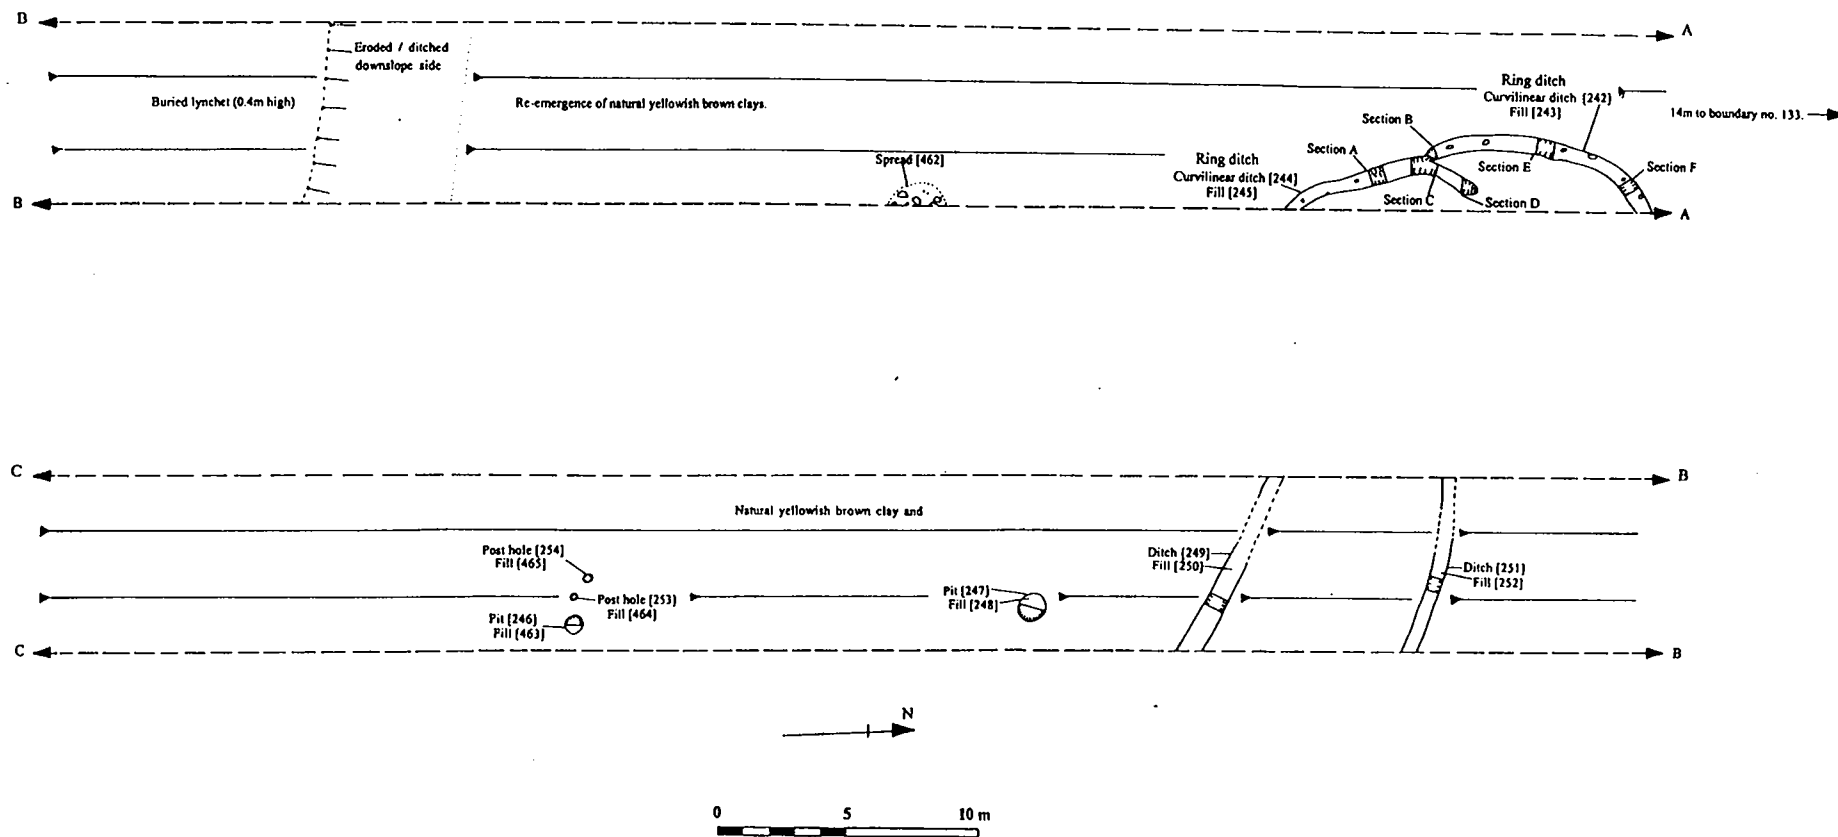 B
A
Eroded / ditched
downslope side
Buried lynchet (0.4m high)
Re-emergence of natural yellowish brown clays.
Ring ditch
Curvilinear ditch [242]
Fill [243]
14m to boundary no. 133.
Section B
Section A
Spread [462]
Ring ditch
Curvilinear ditch [244]
Fill [245]
Section E
Section F
Section C
Section D
B
A
C
B
Natural yellowish brown clay and
Post hole [254]
Fill [465]
Post hole [253]
Fill [464]
Pit [246]
Fill [463]
Pit [247]
Fill [248]
Ditch [249]
Fill [250]
Ditch [251]
Fill [252]
C
B
N
0 5 10 m